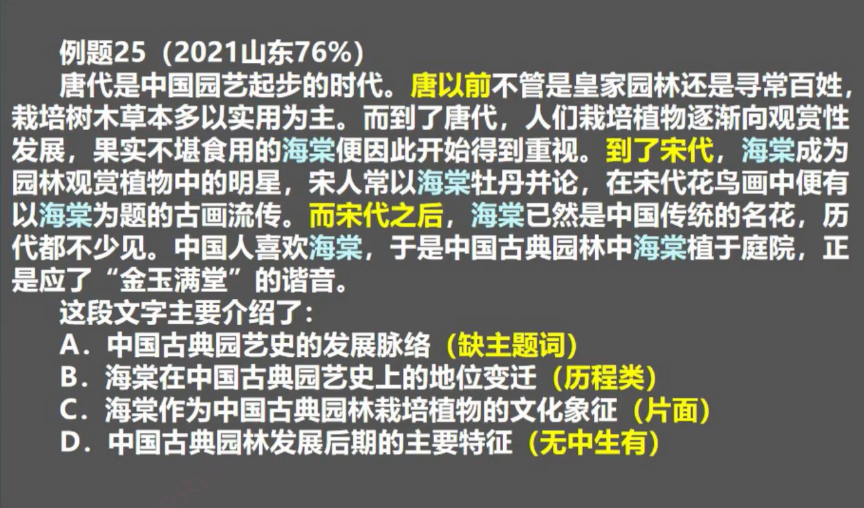 例题25（2021山东76%）
唐代是中国园艺起步的时代。唐以前不管是皇家园林还是寻常百姓，
栽培树木草本多以实用为主。而到了唐代，人们栽培植物逐渐向观赏性
发展，果实不堪食用的海棠便因此开始得到重视。到了宋代，海棠成为
园林观赏植物中的明星，宋人常以海棠牡丹并论，在宋代花鸟画中便有
以海棠为题的古画流传。而宋代之后，海棠已然是中国传统的名花，历
代都不少见。中国人喜欢海棠，于是中国古典园林中海棠植于庭院，正
是应了“金玉满堂”的谐音。
这段文字主要介绍了：
A．中国古典园艺史的发展脉络（缺主题词）
B．海棠在中国古典园艺史上的地位变迁（历程类）
C．海棠作为中国古典园林栽培植物的文化象征（片面）
D．中国古典园林发展后期的主要特征（无中生有）